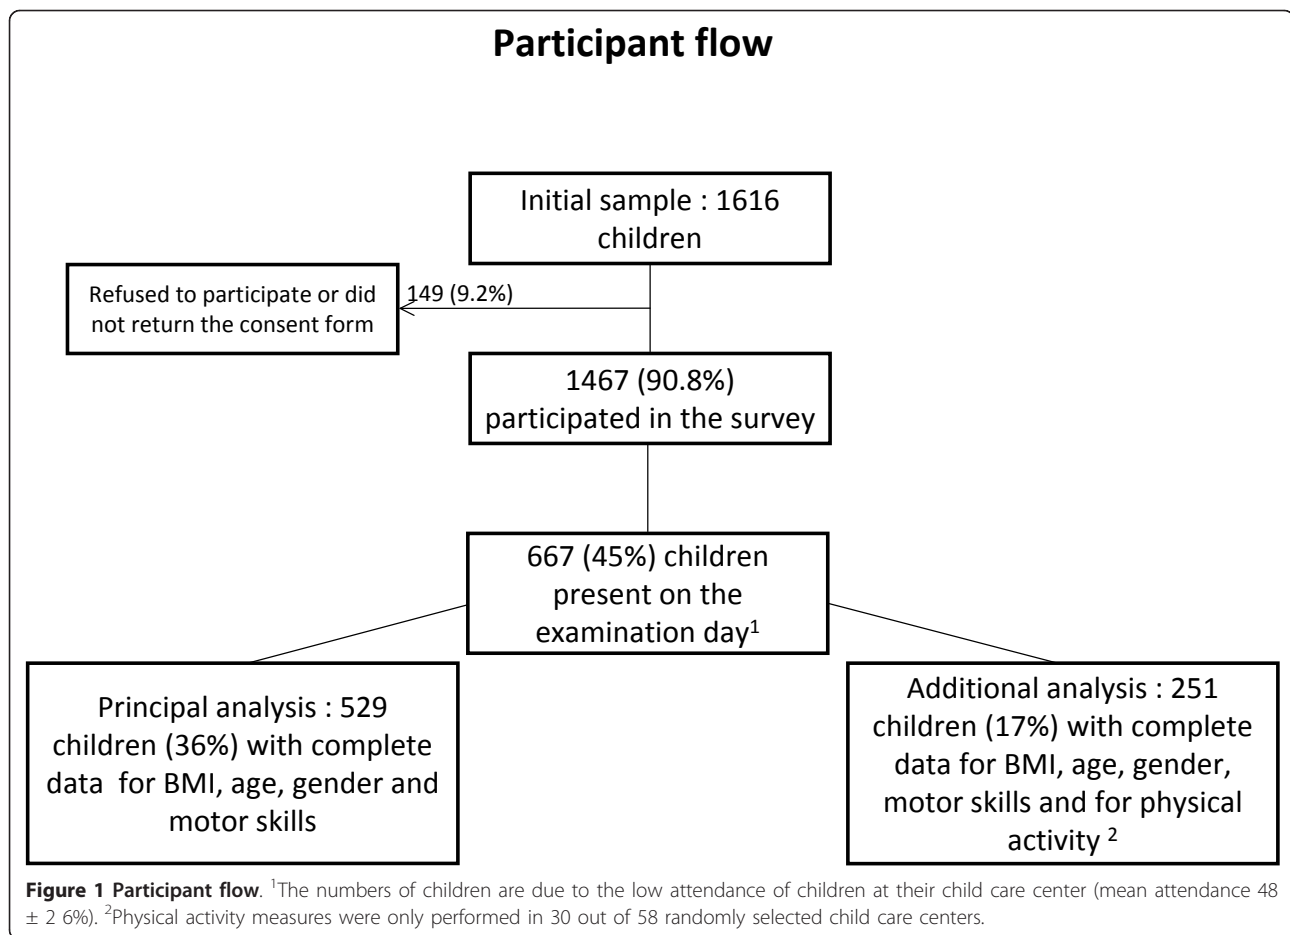 Participant flow
Initial sample : 1616
children
149 (9.2%)
Refused to participate or did
not return the consent form
1467 (90.8%)
participated in the survey
667 (45%) children
present on the
examination day1
Principal analysis : 529
children (36%) with complete
data for BMI, age, gender and
motor skills
Additional analysis : 251
children (17%) with complete
data for BMI, age, gender,
motor skills and for physical
activity 2
Figure 1 Participant flow. 1The numbers of children are due to the low attendance of children at their child care center (mean attendance 48
± 2 6%). 2Physical activity measures were only performed in 30 out of 58 randomly selected child care centers.